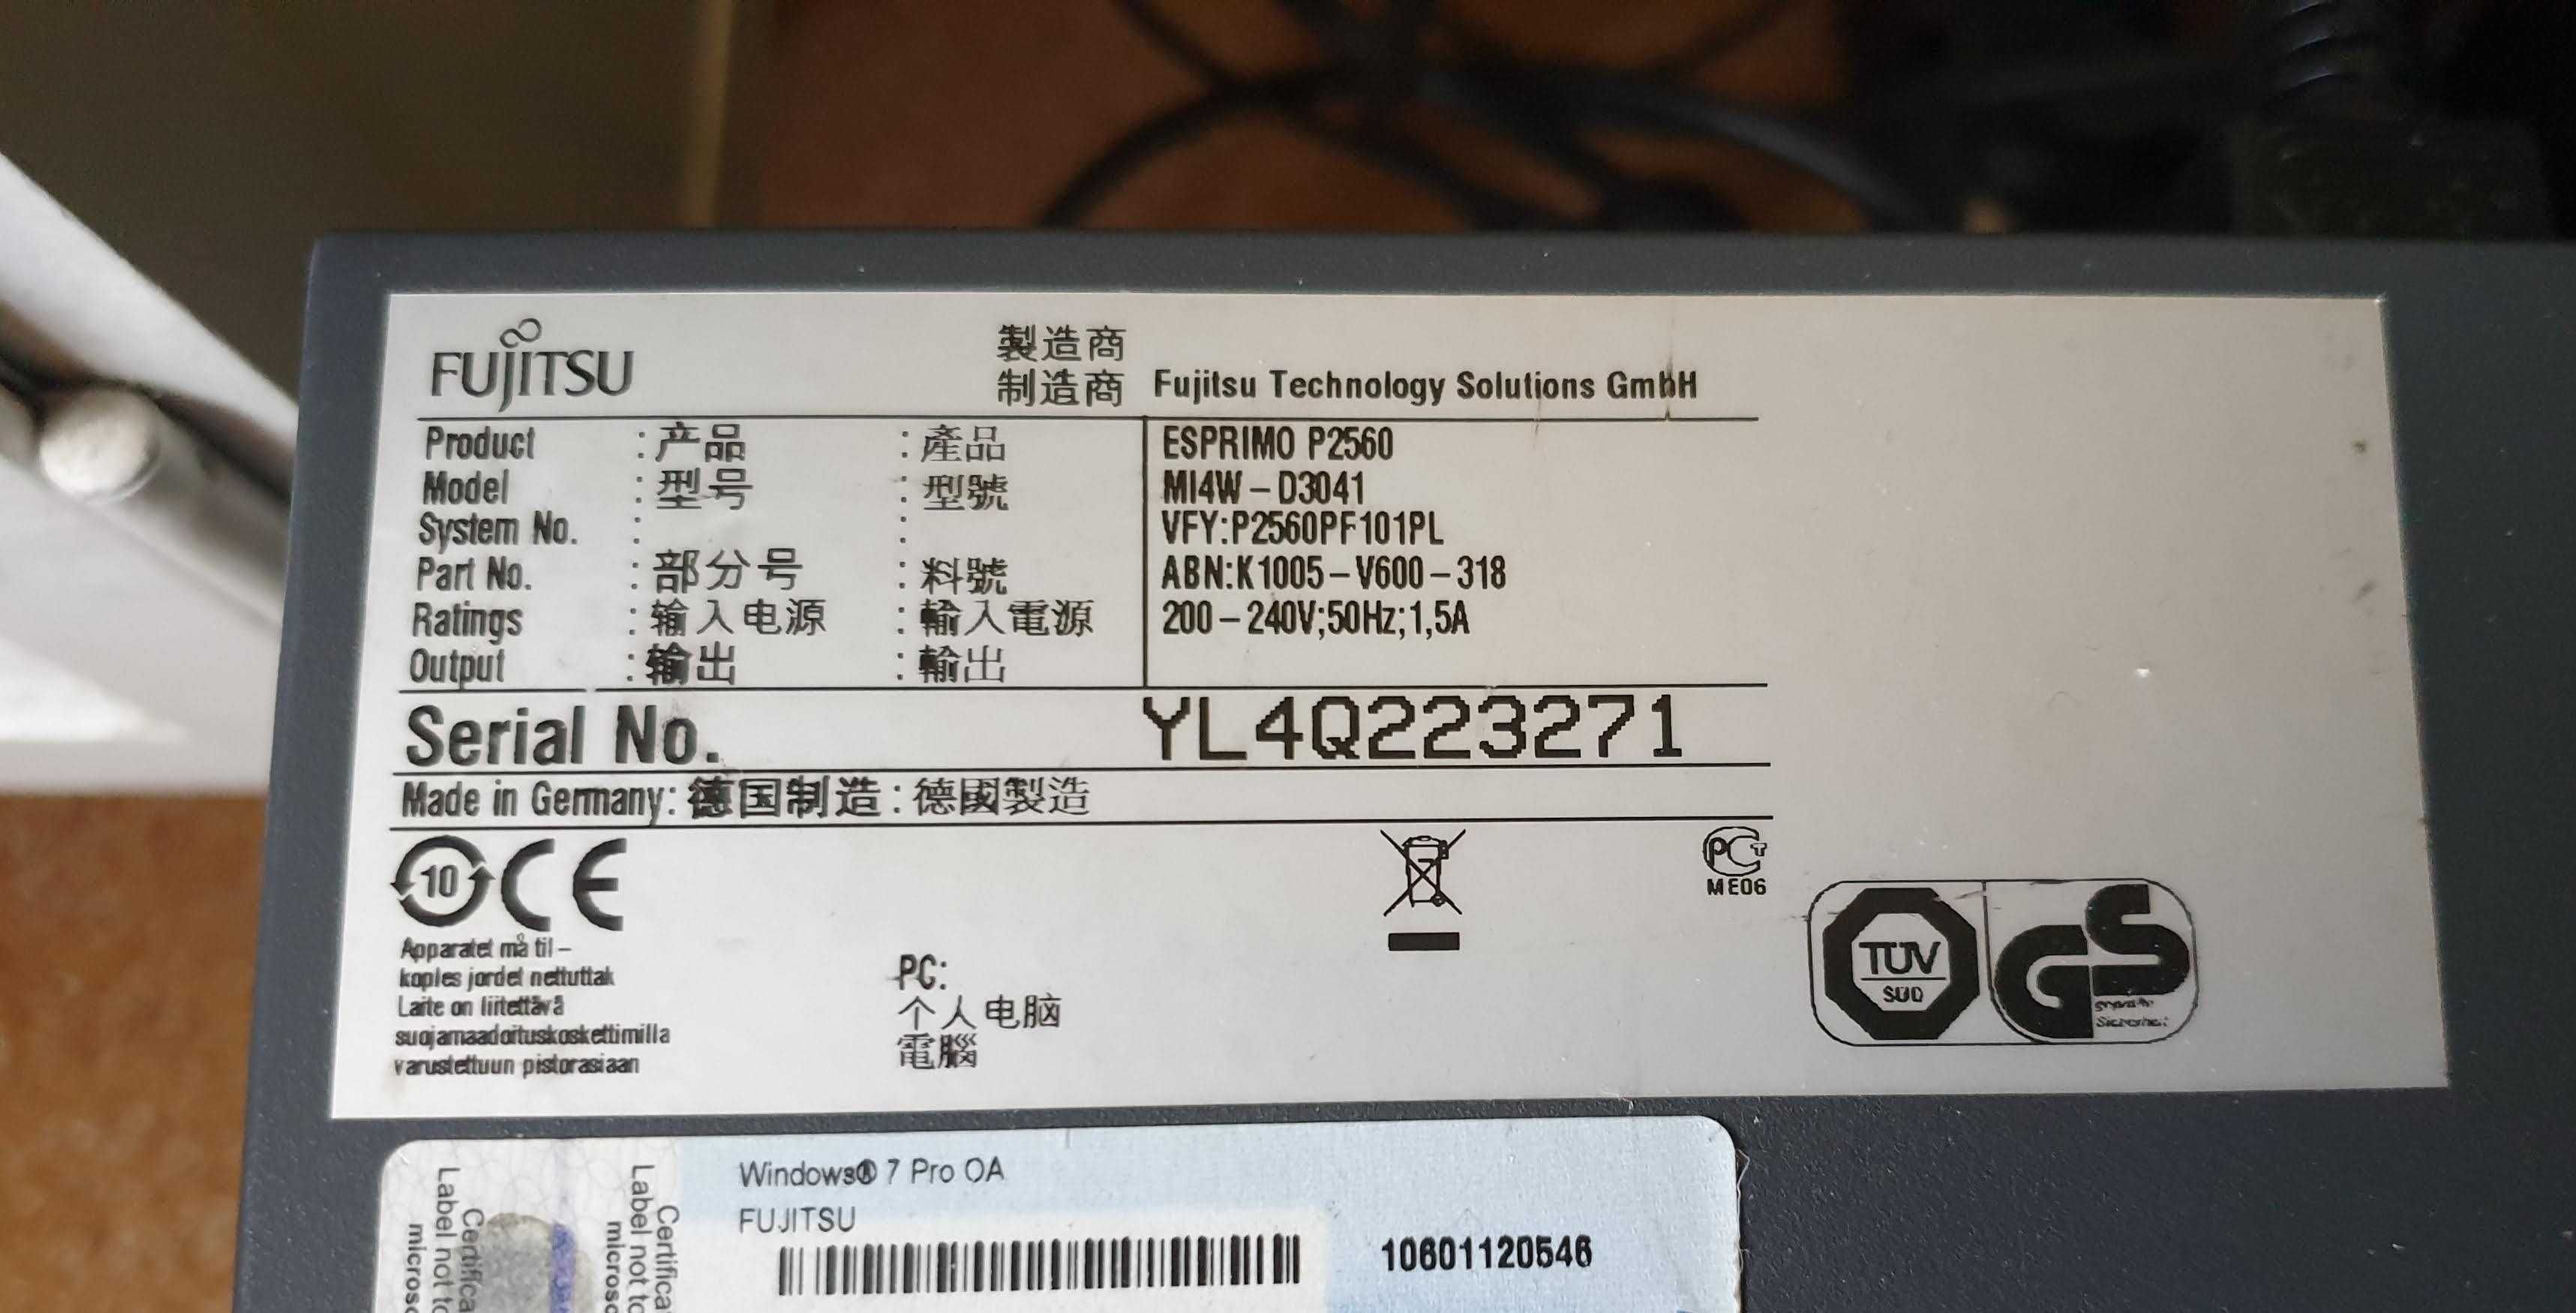 FUJITSU
製造商
制造商 Fujitsu Technology Solutions GmbH
Product :产品 :產品 ESPRIMO P2560
Model :型号 :型號 MI4W-D3041
System No. : : VFY:P2560PF101PL
Part No. :部分号 :料號 ABN:K1005-V600-318
Ratings :输入电源 :輸入電源 200-240V;50Hz;1,5A
Output :输出 :輸出
Serial No. YL4Q223271
Made in Germany: 德国制造: 德國製造
10 CE
PCT
ME06
TÜV
SÜD
GS
Apparatet må til-
koples jordet nettuttak
Laite on liitettävä
suojamaadoituskoskettimilla
varustettuun pistorasiaan
PC:
个人电脑
電腦
Windows® 7 Pro OA
FUJITSU
10601120546
Label not to